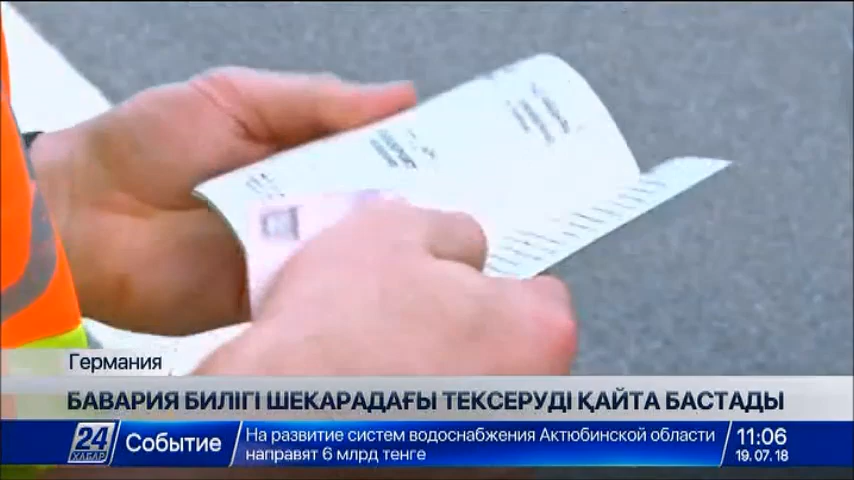 Германия
БАВАРИЯ БИЛІГІ ШЕКАРАДАҒЫ ТЕКСЕРУДІ ҚАЙТА БАСТАДЫ
24
ХАБАР
Событие
На развитие систем водоснабжения Актюбинской области
направят 6 млрд тенге
11:06
19.07.18